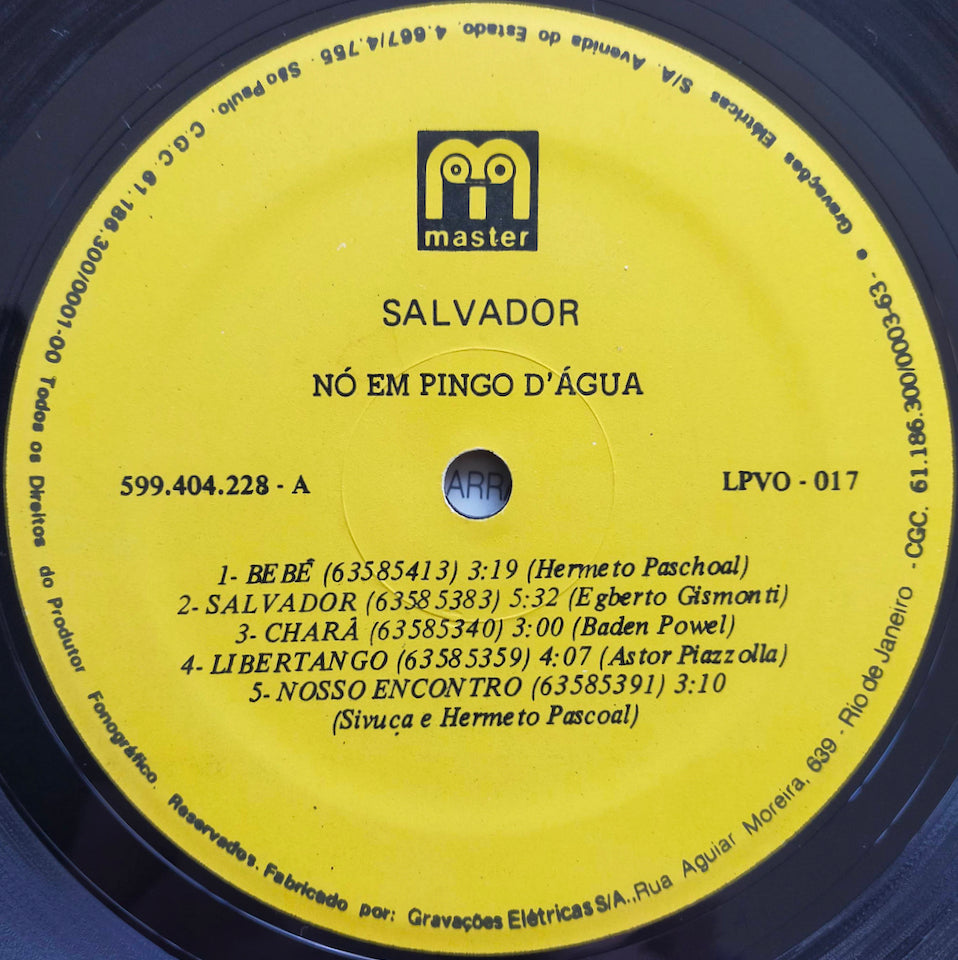 master
SALVADOR
NÓ EM PINGO D'ÁGUA
599.404.228 - A
LPVO - 017
ARR
1- BEBÊ (63585413) 3:19 (Hermeto Paschoal)
2- SALVADOR (63585383) 5:32 (Egberto Gismonti)
3- CHARÂ (63585340) 3:00 (Baden Powel)
4- LIBERTANGO (63585359) 4:07 (Astor Piazzolla)
5- NOSSO ENCONTRO (63585391) 3:10
(Sivuca e Hermeto Pascoal)
• Gravações Elétricas S/A. Avenida do Estado, 4.667/4.755 - São Paulo, C.G.C. 61.186.300/0001-00 Todos os Direitos do Produtor Fonográfico. Reservados. Fabricado por: Gravações Elétricas S/A., Rua Aguiar Moreira, 639 - Rio de Janeiro - CGC. 61.186.300/0003-63 -